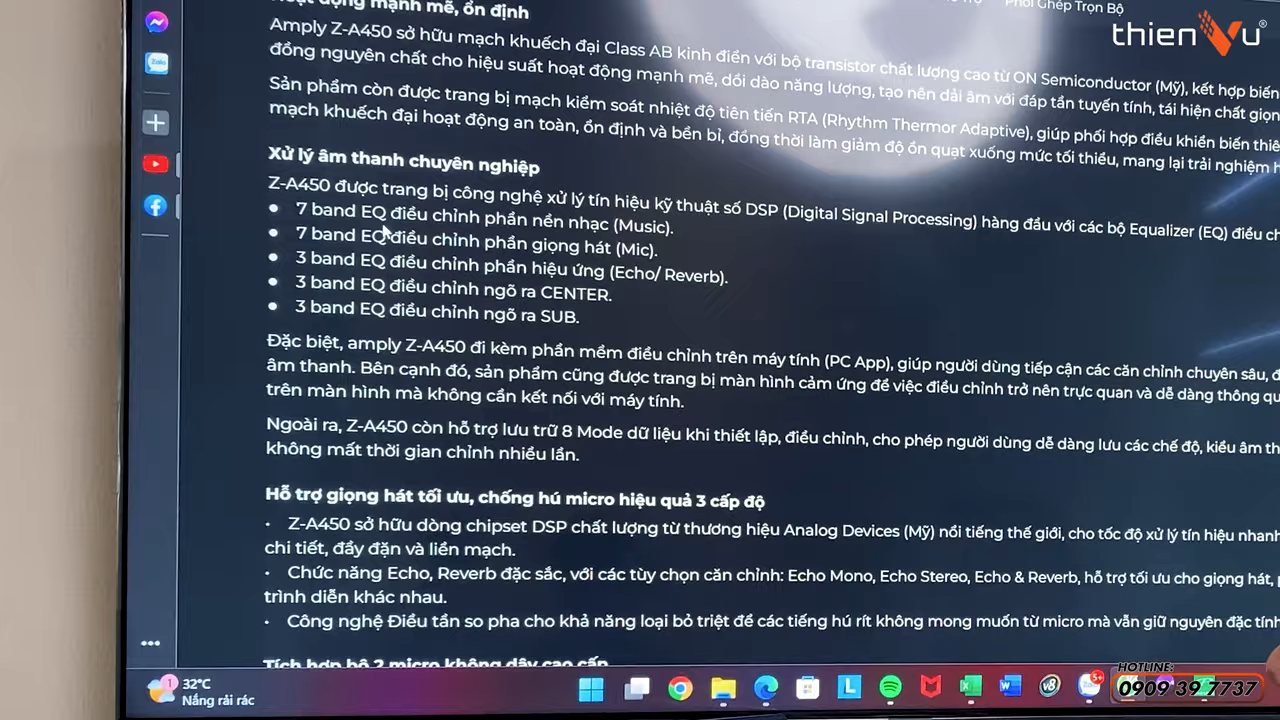 mạnh mẽ, ổn định
Phối Ghép Trọn Bộ
thienVu®
Amply Z-A450 sở hữu mạch khuếch đại Class AB kinh điển với bộ transistor chất lượng cao từ ON Semiconductor (Mỹ), kết hợp biến
đồng nguyên chất cho hiệu suất hoạt động mạnh mẽ, dồi dào năng lượng, tạo nên dải âm với đáp tần tuyến tính, tái hiện chất giọn
Sản phẩm còn được trang bị mạch kiểm soát nhiệt độ tiên tiến RTA (Rhythm Thermor Adaptive), giúp phối hợp điều khiển biến thiê
mạch khuếch đại hoạt động an toàn, ổn định và bền bỉ, đồng thời làm giảm độ ồn quạt xuống mức tối thiểu, mang lại trải nghiệm h
Xử lý âm thanh chuyên nghiệp
Z-A450 được trang bị công nghệ xử lý tín hiệu kỹ thuật số DSP (Digital Signal Processing) hàng đầu với các bộ Equalizer (EQ) điều ch
• 7 band EQ điều chỉnh phần nền nhạc (Music).
• 7 band EQ điều chỉnh phần giọng hát (Mic).
• 3 band EQ điều chỉnh phần hiệu ứng (Echo/ Reverb).
• 3 band EQ điều chỉnh ngõ ra CENTER.
• 3 band EQ điều chỉnh ngõ ra SUB.
Đặc biệt, amply Z-A450 đi kèm phần mềm điều chỉnh trên máy tính (PC App), giúp người dùng tiếp cận các căn chỉnh chuyên sâu, đ
âm thanh. Bên cạnh đó, sản phẩm cũng được trang bị màn hình cảm ứng để việc điều chỉnh trở nên trực quan và dễ dàng thông qu
trên màn hình mà không cần kết nối với máy tính.
Ngoài ra, Z-A450 còn hỗ trợ lưu trữ 8 Mode dữ liệu khi thiết lập, điều chỉnh, cho phép người dùng dễ dàng lưu các chế độ, kiểu âm th
không mất thời gian chỉnh nhiều lần.
Hỗ trợ giọng hát tối ưu, chống hú micro hiệu quả 3 cấp độ
• Z-A450 sở hữu dòng chipset DSP chất lượng từ thương hiệu Analog Devices (Mỹ) nổi tiếng thế giới, cho tốc độ xử lý tín hiệu nhanh
chi tiết, đầy đặn và liền mạch.
• Chức năng Echo, Reverb đặc sắc, với các tùy chọn căn chỉnh: Echo Mono, Echo Stereo, Echo & Reverb, hỗ trợ tối ưu cho giọng hát,
trình diễn khác nhau.
• Công nghệ Điều tần so pha cho khả năng loại bỏ triệt để các tiếng hú rít không mong muốn từ micro mà vẫn giữ nguyên đặc tính
Tích hợp bộ 2 micro không dây cao cấp
Zalo
1
32°C
Nắng rải rác
L
v8
Zalo
5+
HOTLINE:
0909 39 7737